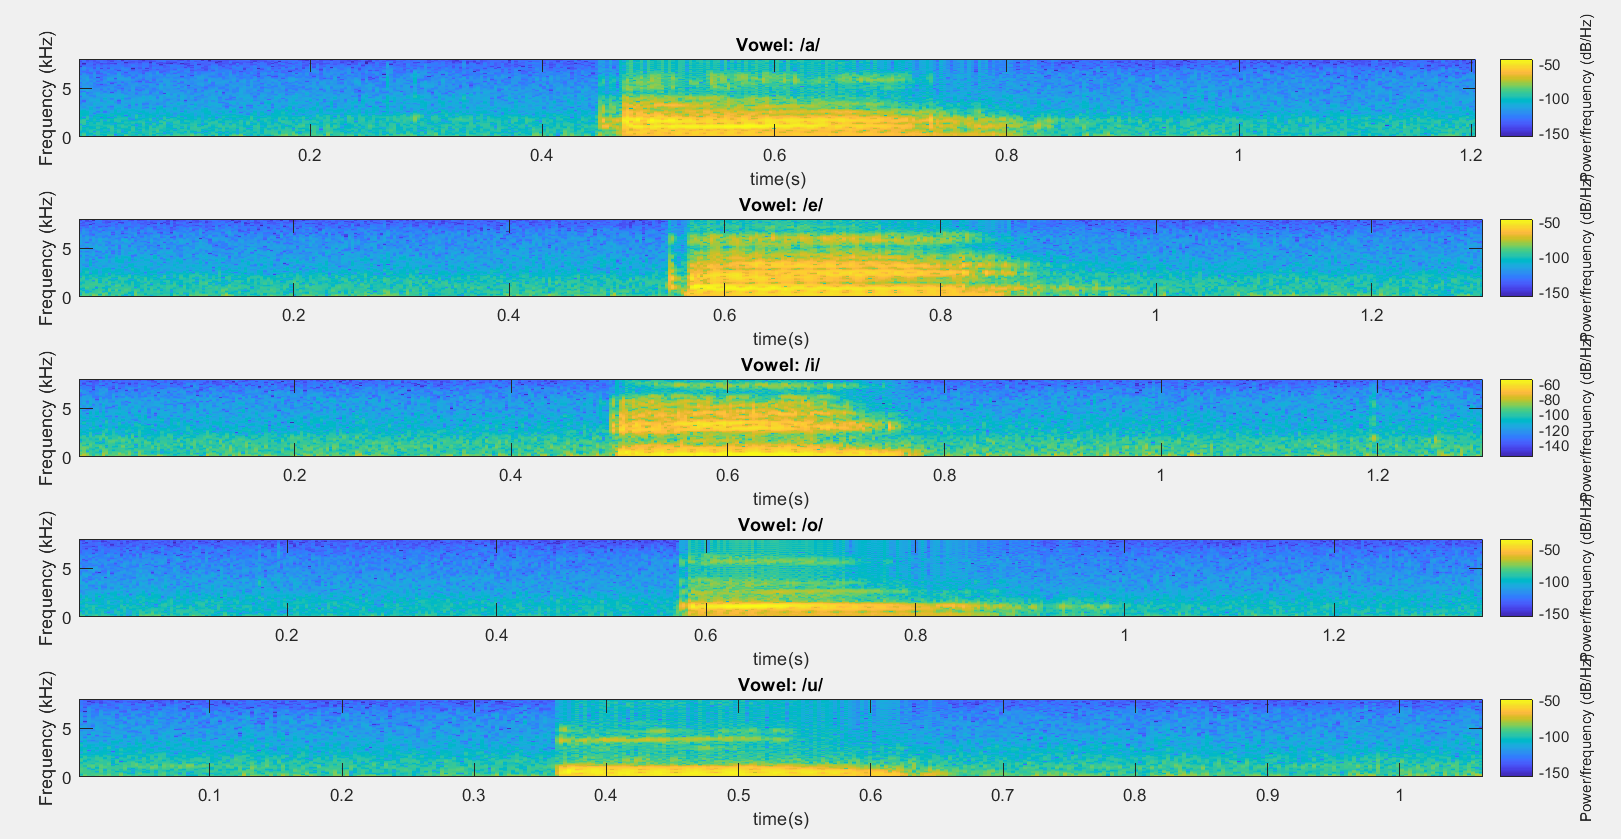 Vowel: /a/
Frequency (kHz)
5
0
0.2 0.4 0.6 0.8 1 1.2
time(s)
-50
-100
-150
Power/frequency (dB/Hz)
Vowel: /e/
Frequency (kHz)
5
0
0.2 0.4 0.6 0.8 1 1.2
time(s)
-50
-100
-150
Power/frequency (dB/Hz)
Vowel: /i/
Frequency (kHz)
5
0
0.2 0.4 0.6 0.8 1 1.2
time(s)
-60
-80
-100
-120
-140
Power/frequency (dB/Hz)
Vowel: /o/
Frequency (kHz)
5
0
0.2 0.4 0.6 0.8 1 1.2
time(s)
-50
-100
-150
Power/frequency (dB/Hz)
Vowel: /u/
Frequency (kHz)
5
0
0.1 0.2 0.3 0.4 0.5 0.6 0.7 0.8 0.9 1
time(s)
-50
-100
-150
Power/frequency (dB/Hz)